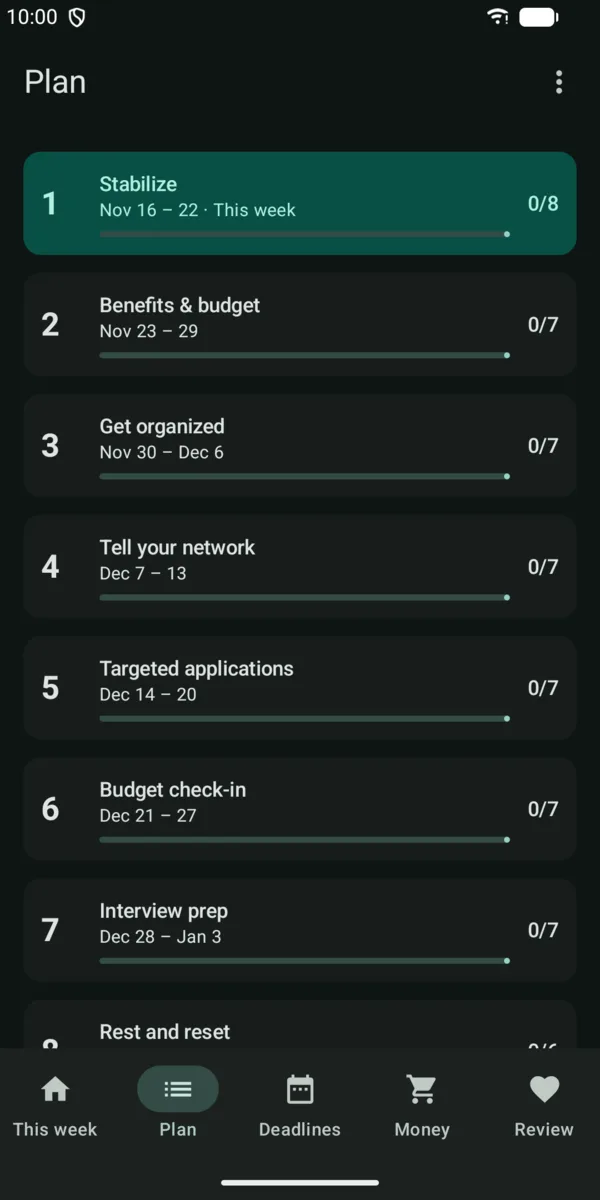 10:00
Plan
1
Stabilize
Nov 16 – 22 · This week
0/8
2
Benefits & budget
Nov 23 – 29
0/7
3
Get organized
Nov 30 – Dec 6
0/7
4
Tell your network
Dec 7 – 13
0/7
5
Targeted applications
Dec 14 – 20
0/7
6
Budget check-in
Dec 21 – 27
0/7
7
Interview prep
Dec 28 – Jan 3
0/7
Rest and reset
This week
Plan
Deadlines
Money
Review